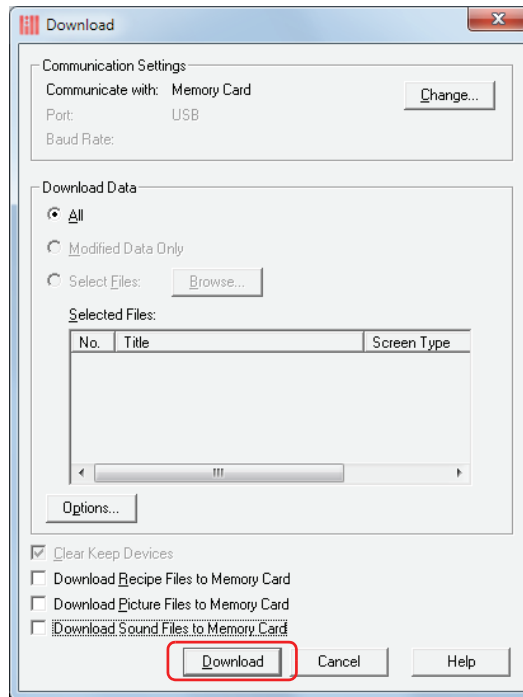 Download
Communication Settings
Communicate with: Memory Card
Change...
Port: USB
Baud Rate:
Download Data
All
Modified Data Only
Select Files: Browse...
Selected Files:
No. Title Screen Type
Options...
Clear Keep Devices
Download Recipe Files to Memory Card
Download Picture Files to Memory Card
Download Sound Files to Memory Card
Download Cancel Help